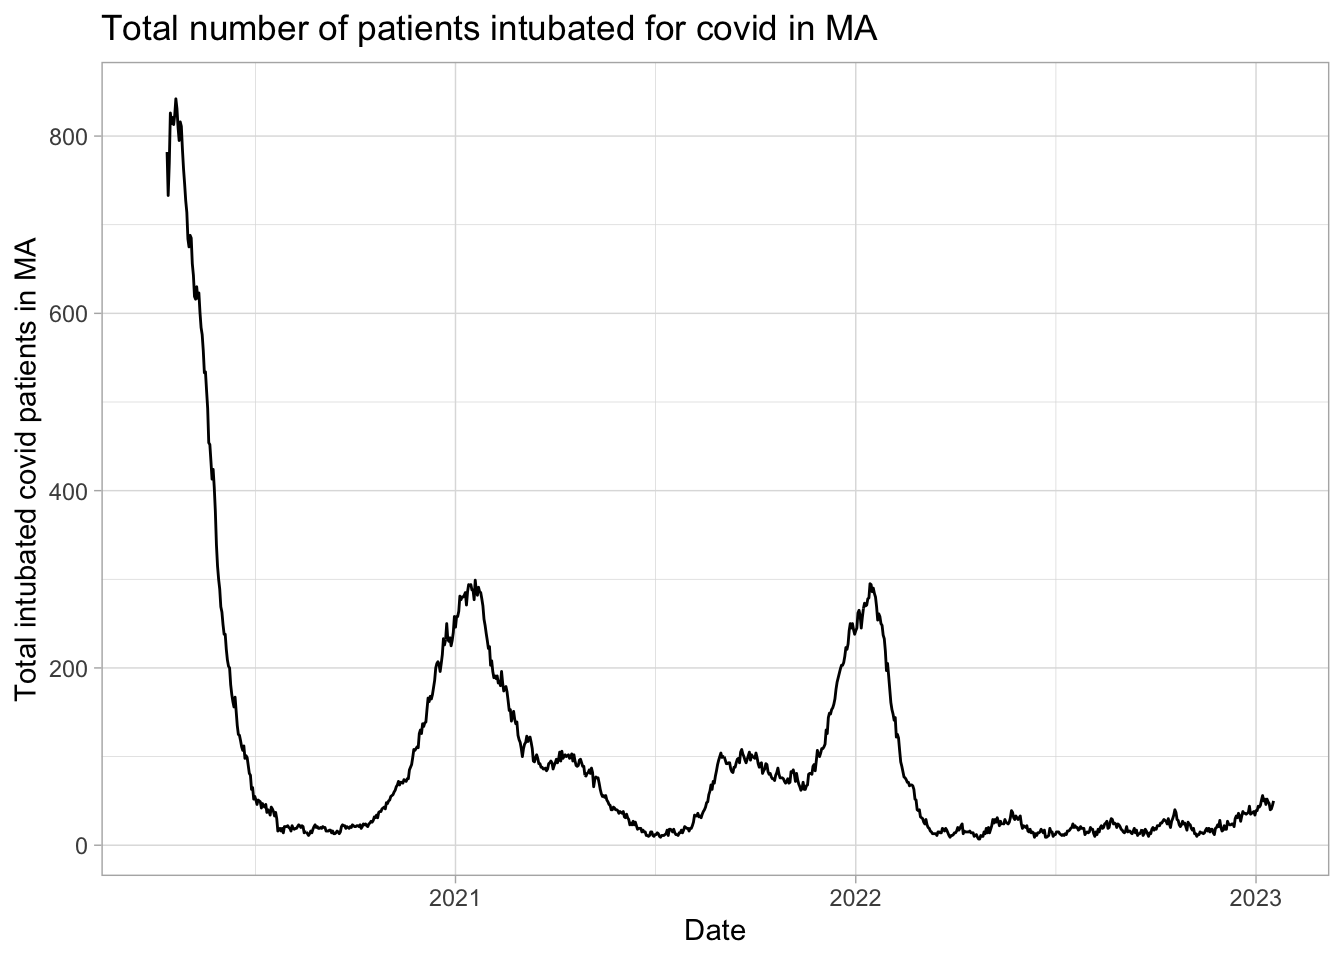 Total number of patients intubated for covid in MA
Total intubated covid patients in MA
800
600
400
200
0
2021
2022
2023
Date